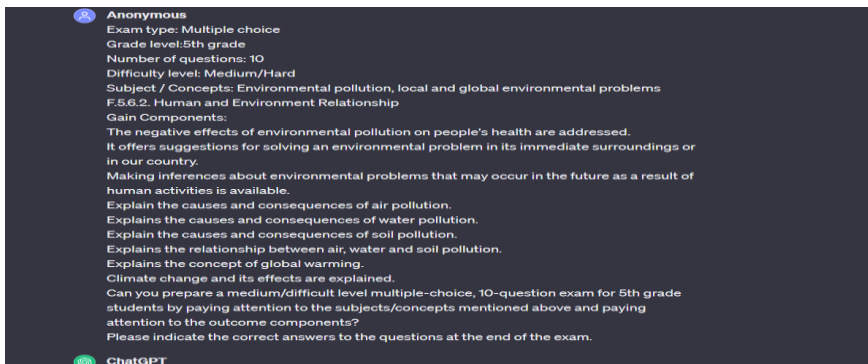 Anonymous
Exam type: Multiple choice
Grade level:5th grade
Number of questions: 10
Difficulty level: Medium/Hard
Subject / Concepts: Environmental pollution, local and global environmental problems
F.5.6.2. Human and Environment Relationship
Gain Components:
The negative effects of environmental pollution on people's health are addressed.
It offers suggestions for solving an environmental problem in its immediate surroundings or
in our country.
Making inferences about environmental problems that may occur in the future as a result of
human activities is available.
Explain the causes and consequences of air pollution.
Explains the causes and consequences of water pollution.
Explain the causes and consequences of soil pollution.
Explains the relationship between air, water and soil pollution.
Explains the concept of global warming.
Climate change and its effects are explained.
Can you prepare a medium/difficult level multiple-choice, 10-question exam for 5th grade
students by paying attention to the subjects/concepts mentioned above and paying
attention to the outcome components?
Please indicate the correct answers to the questions at the end of the exam.
ChatGPT